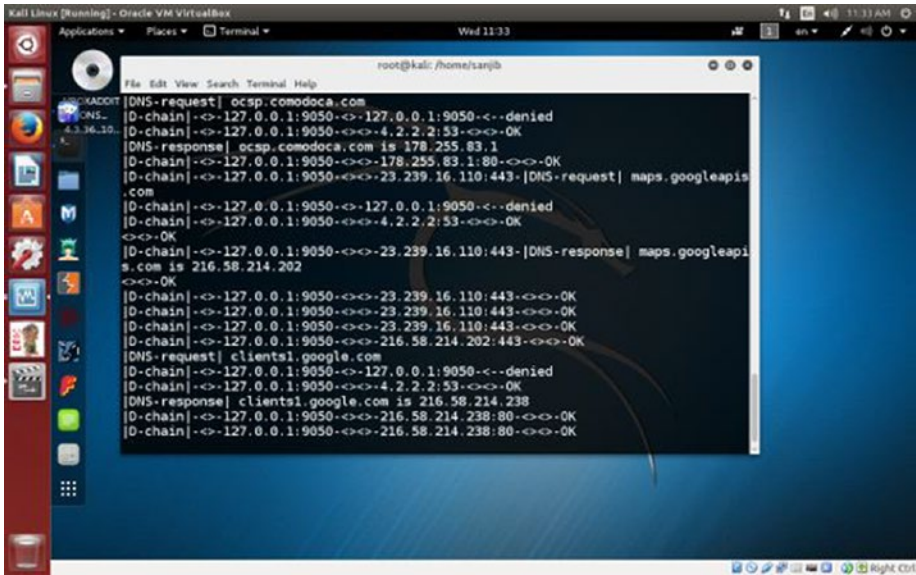 Kali Linux [Running] - Oracle VM VirtualBox
En
11:33 AM
Applications
Places
Terminal
Wed 11:33
1
en
root@kali: /home/sanjib
File Edit View Search Terminal Help
|DNS-request| ocsp.comodoca.com
|D-chain|-<>-127.0.0.1:9050-<>-127.0.0.1:9050-<--denied
|D-chain|-<>-127.0.0.1:9050-<><>-4.2.2.2:53-<><>-OK
|DNS-response| ocsp.comodoca.com is 178.255.83.1
|D-chain|-<>-127.0.0.1:9050-<><>-178.255.83.1:80-<><>-OK
|D-chain|-<>-127.0.0.1:9050-<><>-23.239.16.110:443-|DNS-request| maps.googleapis
.com
|D-chain|-<>-127.0.0.1:9050-<>-127.0.0.1:9050-<--denied
|D-chain|-<>-127.0.0.1:9050-<><>-4.2.2.2:53-<><>-OK
<><>-OK
|D-chain|-<>-127.0.0.1:9050-<><>-23.239.16.110:443-|DNS-response| maps.googleapi
s.com is 216.58.214.202
<><>-OK
|D-chain|-<>-127.0.0.1:9050-<><>-23.239.16.110:443-<><>-OK
|D-chain|-<>-127.0.0.1:9050-<><>-23.239.16.110:443-<><>-OK
|D-chain|-<>-127.0.0.1:9050-<><>-23.239.16.110:443-<><>-OK
|D-chain|-<>-127.0.0.1:9050-<><>-216.58.214.202:443-<><>-OK
|DNS-request| clients1.google.com
|D-chain|-<>-127.0.0.1:9050-<>-127.0.0.1:9050-<--denied
|D-chain|-<>-127.0.0.1:9050-<><>-4.2.2.2:53-<><>-OK
|DNS-response| clients1.google.com is 216.58.214.238
|D-chain|-<>-127.0.0.1:9050-<><>-216.58.214.238:80-<><>-OK
|D-chain|-<>-127.0.0.1:9050-<><>-216.58.214.238:80-<><>-OK
Right Ctrl